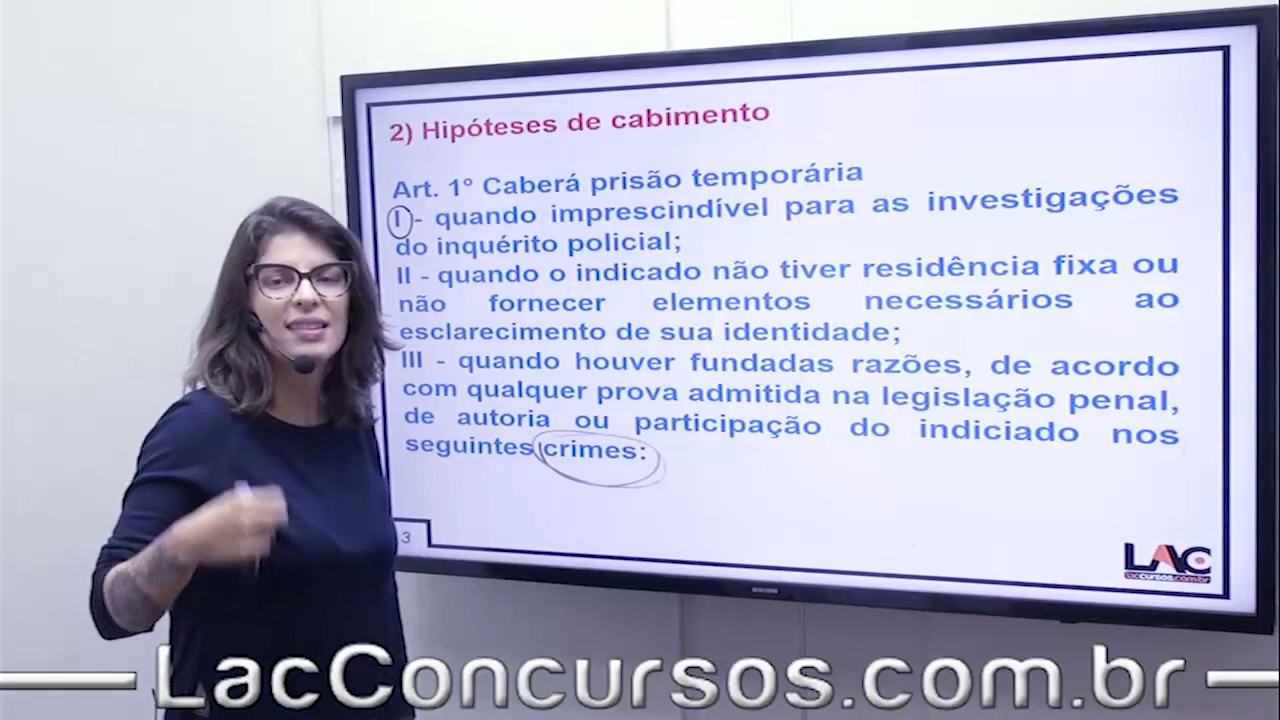 2) Hipóteses de cabimento
Art. 1° Caberá prisão temporária
I - quando imprescindível para as investigações
do inquérito policial;
II - quando o indicado não tiver residência fixa ou
não fornecer elementos necessários ao
esclarecimento de sua identidade;
III - quando houver fundadas razões, de acordo
com qualquer prova admitida na legislação penal,
de autoria ou participação do indiciado nos
seguintes crimes:
3
LAC
laccursos.com.br
LacConcursos.com.br